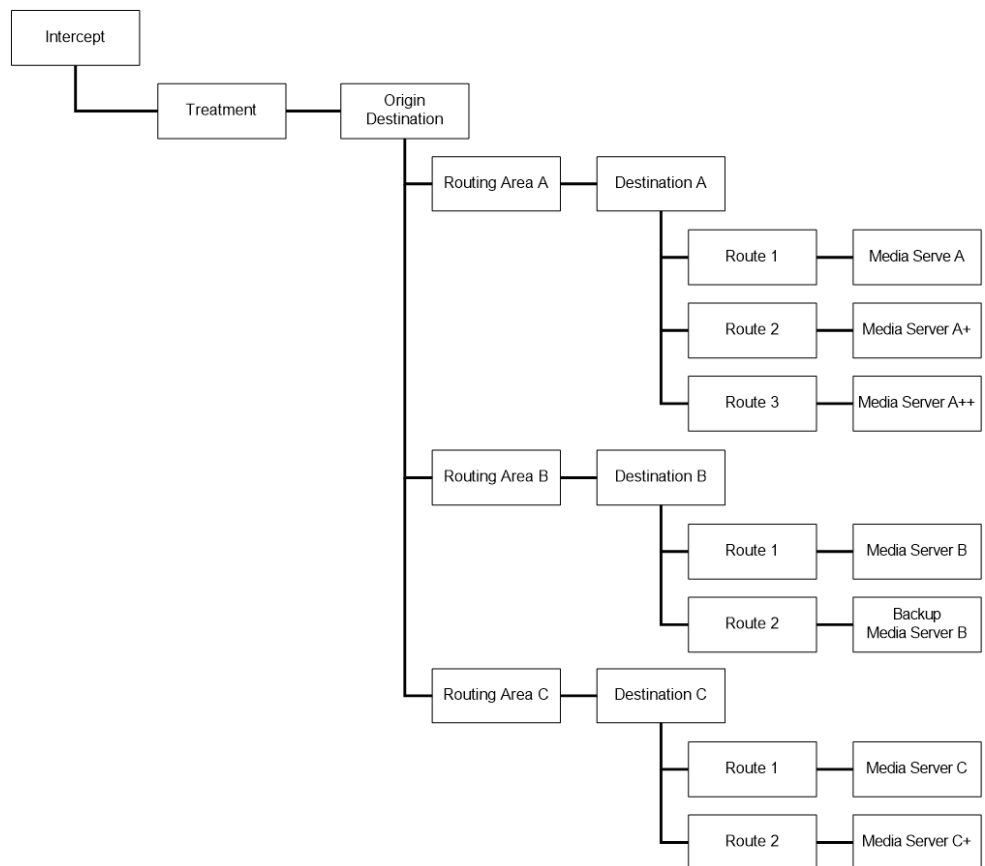 Intercept
Treatment
Origin
Destination
Routing Area A
Destination A
Route 1
Media Serve A
Route 2
Media Server A+
Route 3
Media Server A++
Routing Area B
Destination B
Route 1
Media Server B
Route 2
Backup
Media Server B
Routing Area C
Destination C
Route 1
Media Server C
Route 2
Media Server C+